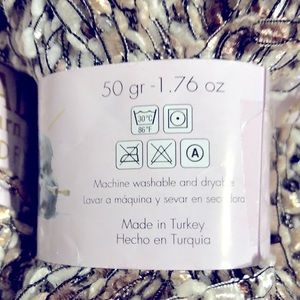 50 gr - 1.76 oz
30°C
86°F
A
Machine washable and dryable
Lavar a máquina y sevar en secadora
Made in Turkey
Hecho en Turquia